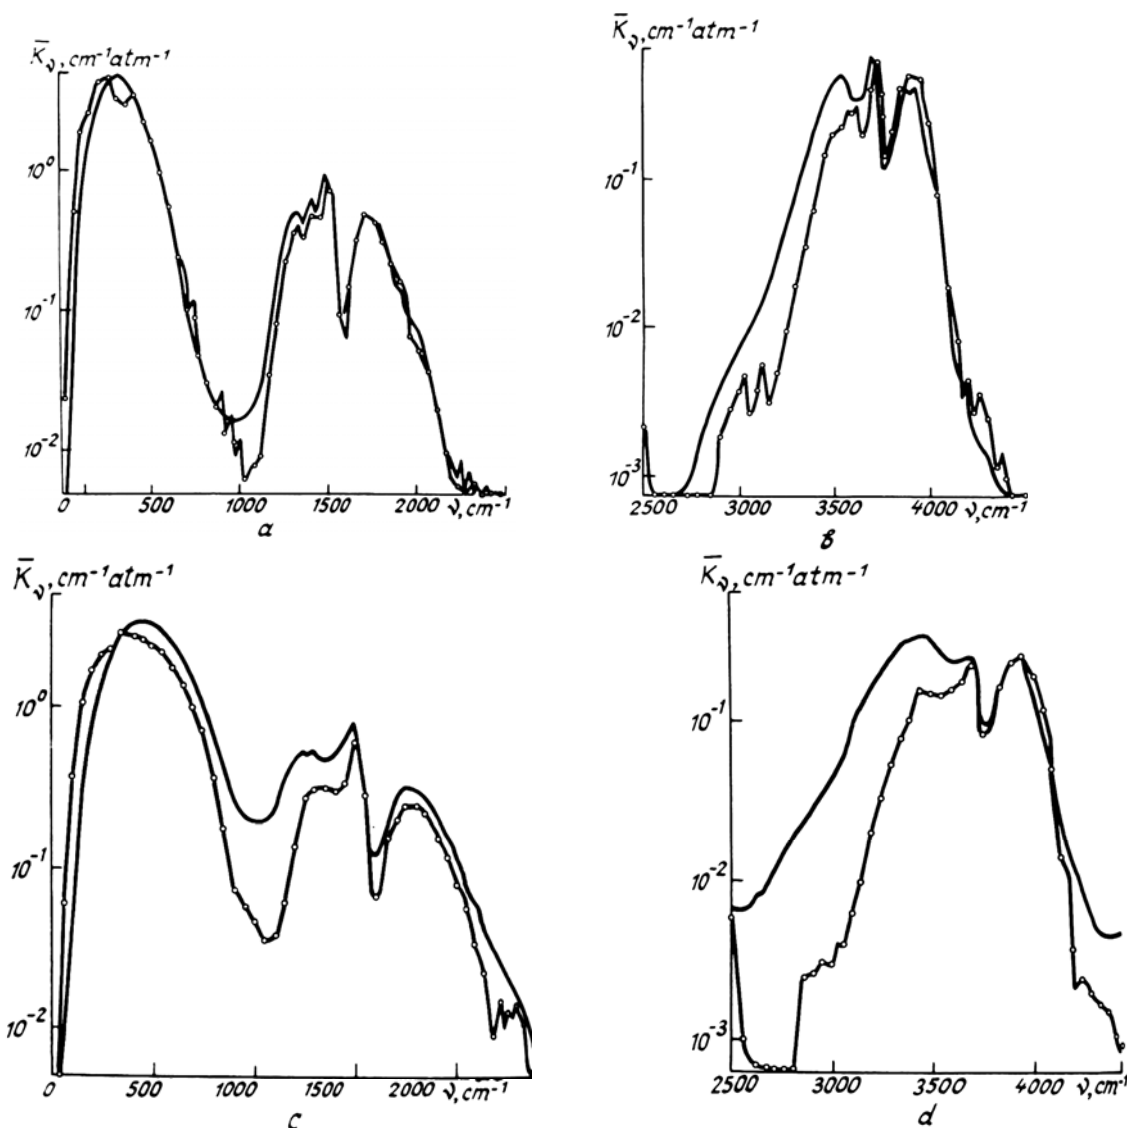 K̅ᵥ, cm⁻¹atm⁻¹
10⁰
10⁻¹
10⁻²
0 500 1000 1500 2000 ν, cm⁻¹
a
K̅ᵥ, cm⁻¹atm⁻¹
10⁻¹
10⁻²
10⁻³
2500 3000 3500 4000 ν, cm⁻¹
в
K̅ᵥ, cm⁻¹atm⁻¹
10⁰
10⁻¹
10⁻²
0 500 1000 1500 2000 ν, cm⁻¹
c
K̅ᵥ, cm⁻¹atm⁻¹
10⁻¹
10⁻²
10⁻³
2500 3000 3500 4000 ν, cm⁻¹
d